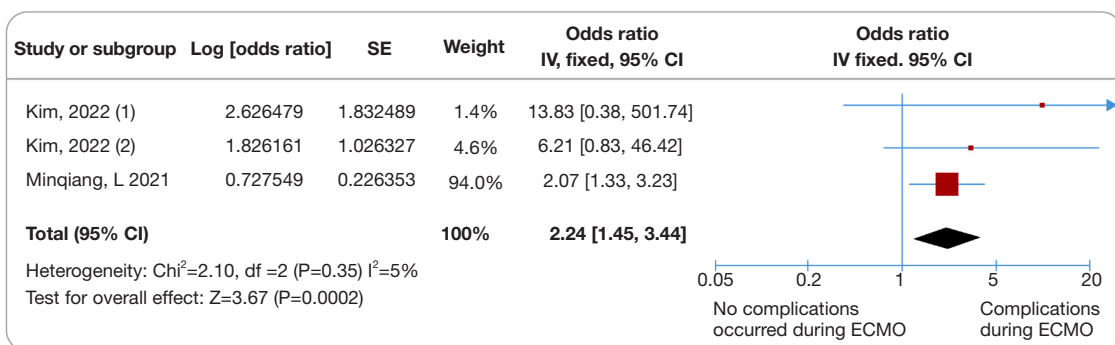 Study or subgroup Log [odds ratio] SE Weight Odds ratio IV, fixed, 95% CI Odds ratio IV fixed. 95% CI
Kim, 2022 (1) 2.626479 1.832489 1.4% 13.83 [0.38, 501.74]
Kim, 2022 (2) 1.826161 1.026327 4.6% 6.21 [0.83, 46.42]
Minqiang, L 2021 0.727549 0.226353 94.0% 2.07 [1.33, 3.23]
Total (95% CI) 100% 2.24 [1.45, 3.44]
Heterogeneity: Chi²=2.10, df =2 (P=0.35) I²=5%
Test for overall effect: Z=3.67 (P=0.0002)
0.05 0.2 1 5 20
No complications occurred during ECMO Complications during ECMO